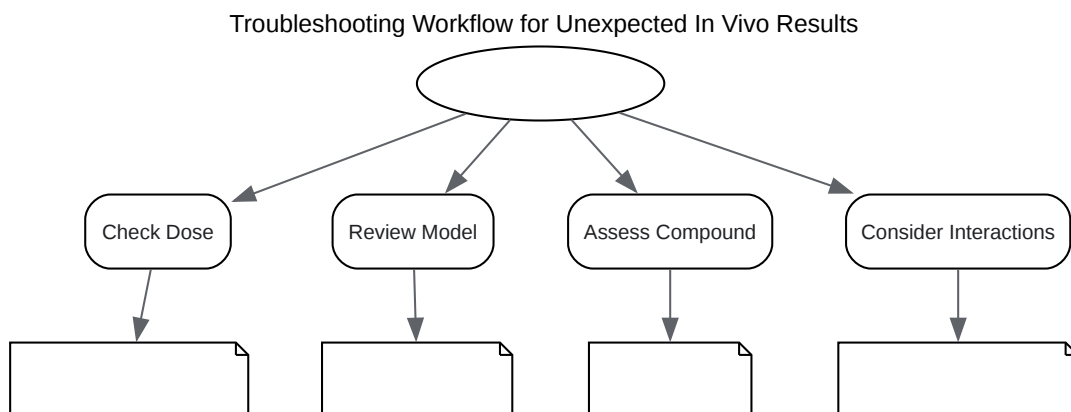 Troubleshooting Workflow for Unexpected In Vivo Results
Check Dose
Review Model
Assess Compound
Consider Interactions